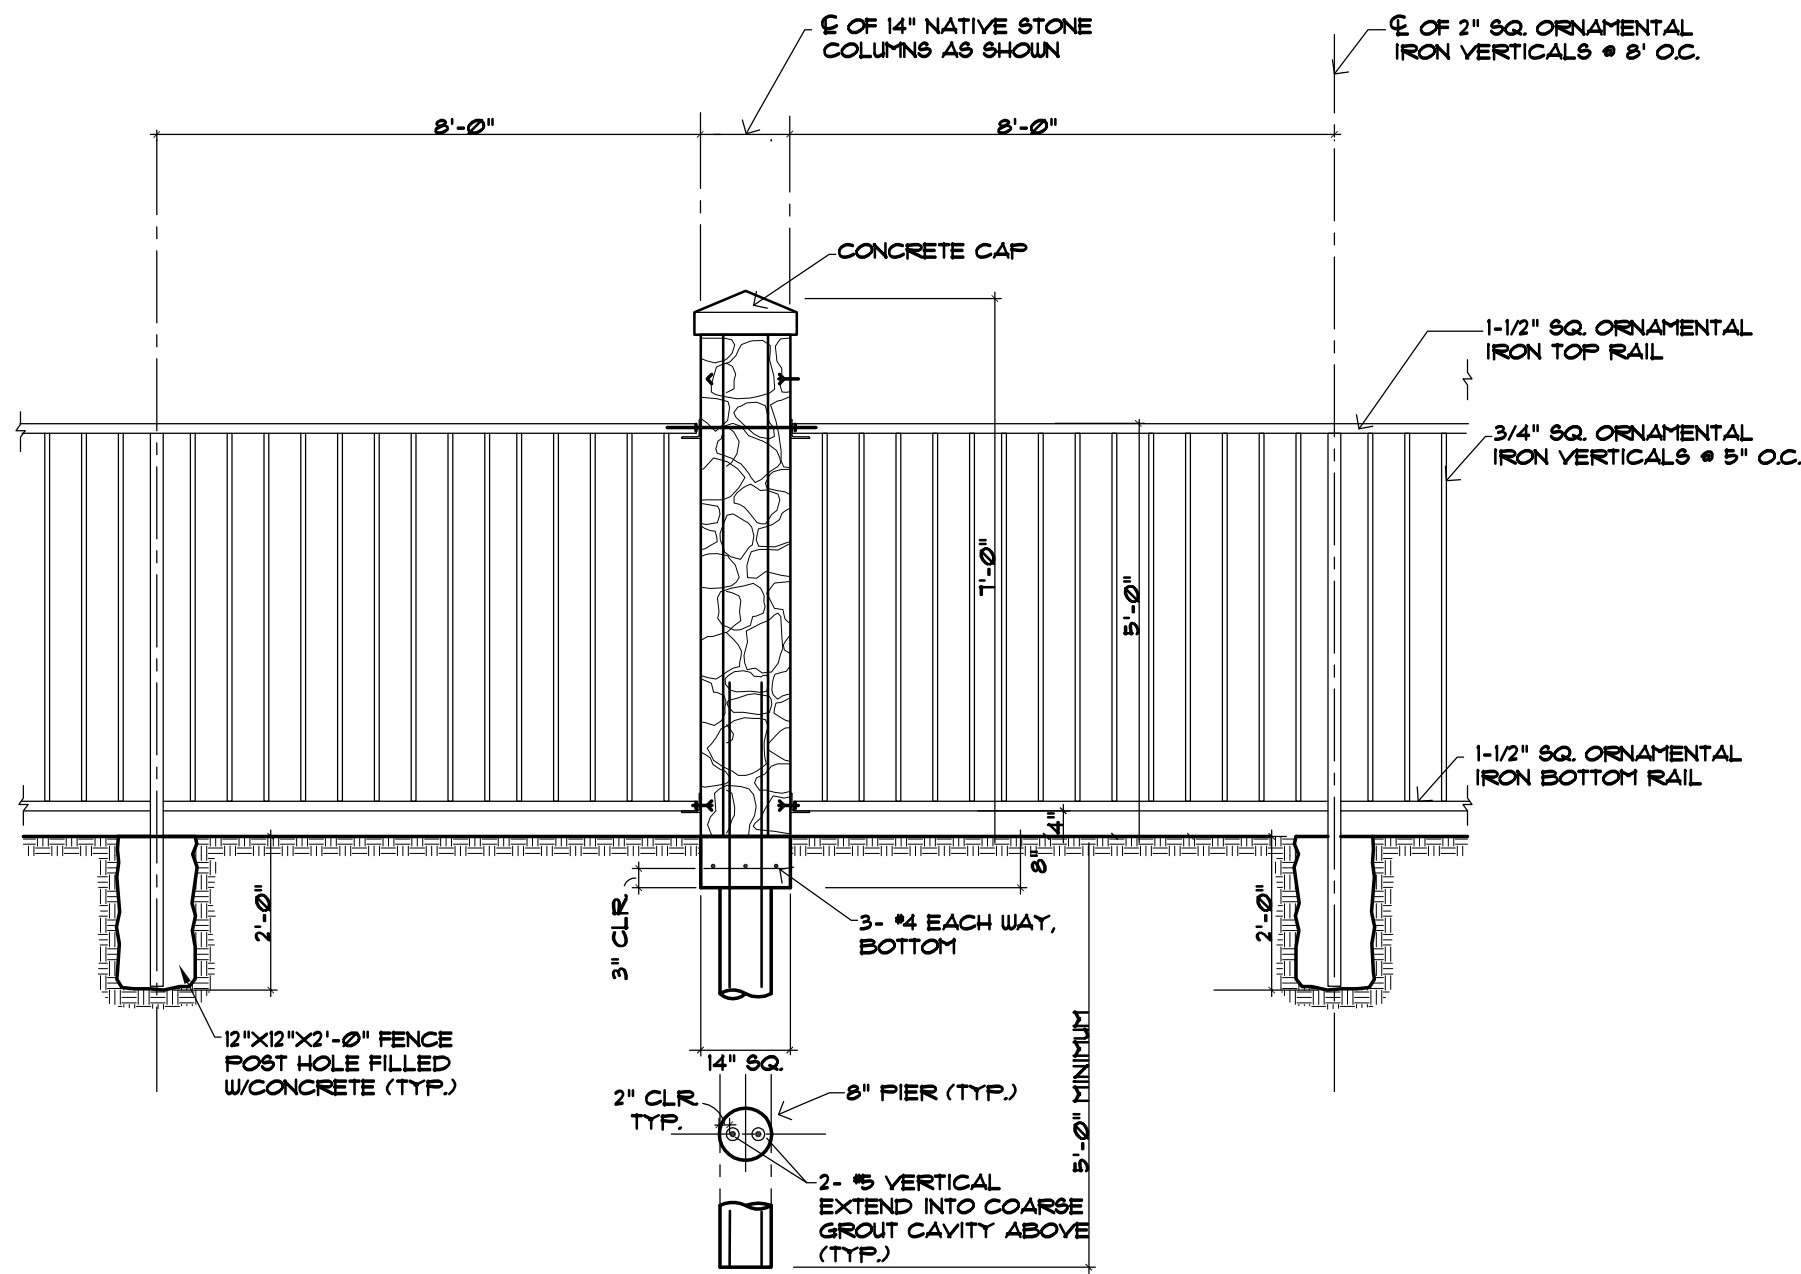 ℄ OF 14" NATIVE STONE
COLUMNS AS SHOWN
℄ OF 2" SQ. ORNAMENTAL
IRON VERTICALS @ 8' O.C.
8'-0"
8'-0"
CONCRETE CAP
1-1/2" SQ. ORNAMENTAL
IRON TOP RAIL
3/4" SQ. ORNAMENTAL
IRON VERTICALS @ 5" O.C.
7'-0"
5'-0"
1-1/2" SQ. ORNAMENTAL
IRON BOTTOM RAIL
4"
8"
2'-0"
2'-0"
3" CLR.
3- #4 EACH WAY,
BOTTOM
12"X12"X2'-0" FENCE
POST HOLE FILLED
W/CONCRETE (TYP.)
14" SQ.
2" CLR.
TYP.
8" PIER (TYP.)
5'-0" MINIMUM
2- #5 VERTICAL
EXTEND INTO COARSE
GROUT CAVITY ABOVE
(TYP.)